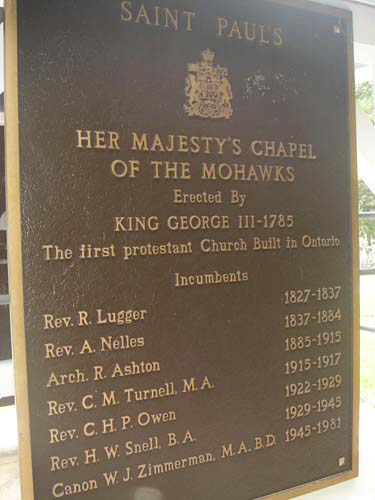 SAINT PAUL'S
HER MAJESTY'S CHAPEL
OF THE MOHAWKS
Erected By
KING GEORGE III-1785
The first protestant Church Built in Ontario
Incumbents
Rev. R. Lugger 1827-1837
Rev. A. Nelles 1837-1884
Arch. R. Ashton 1885-1915
Rev. C. M. Turnell, M.A. 1915-1917
Rev. C. H. P. Owen 1922-1929
Rev. H. W. Snell, B.A. 1929-1945
Canon W. J. Zimmerman, M.A., B.D. 1945-1981